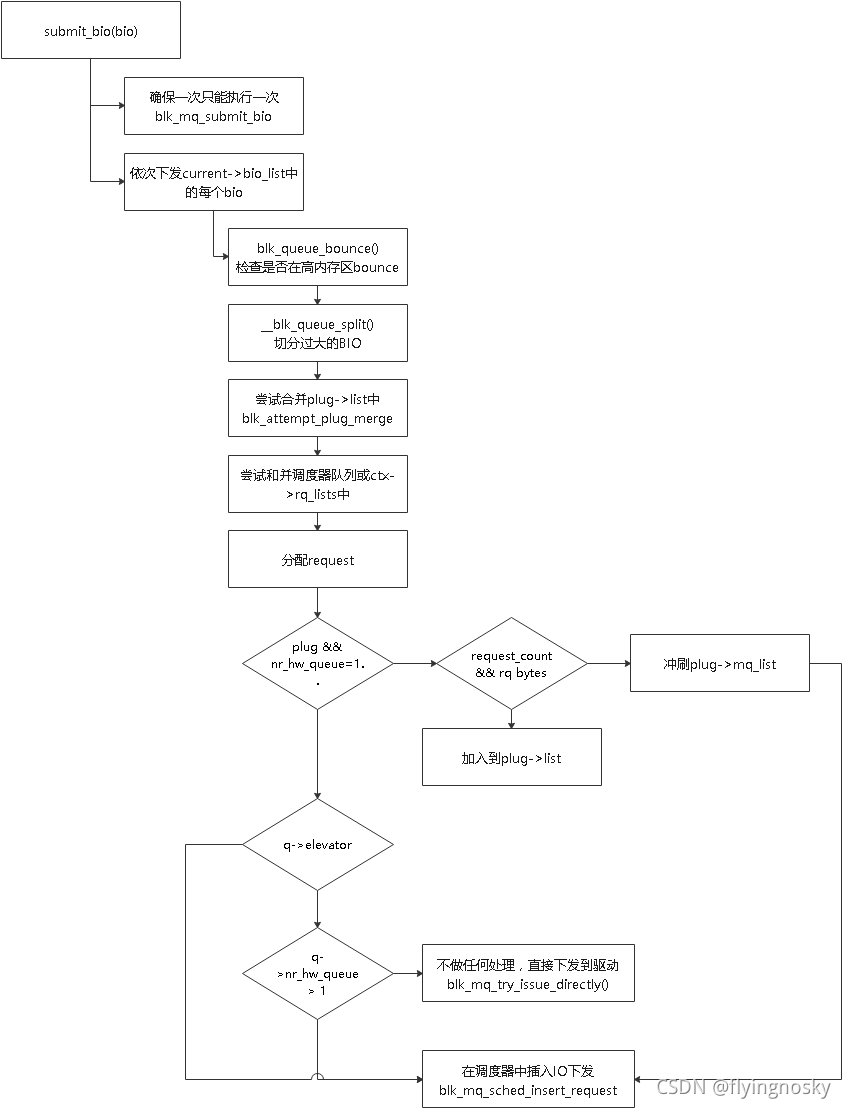 submit_bio(bio)
确保一次只能执行一次
blk_mq_submit_bio
依次下发current->bio_list中
的每个bio
blk_queue_bounce()
检查是否在高内存区bounce
__blk_queue_split()
切分过大的BIO
尝试合并plug->list中
blk_attempt_plug_merge
尝试和并调度器队列或ctx-
>rq_lists中
分配request
plug &&
nr_hw_queue=1.
.
request_count
&& rq bytes
冲刷plug->mq_list
加入到plug->list
q->elevator
q-
>nr_hw_queue
> 1
不做任何处理，直接下发到驱动
blk_mq_try_issue_directly()
在调度器中插入IO下发
blk_mq_sched_insert_request
CSDN @flyingnosky